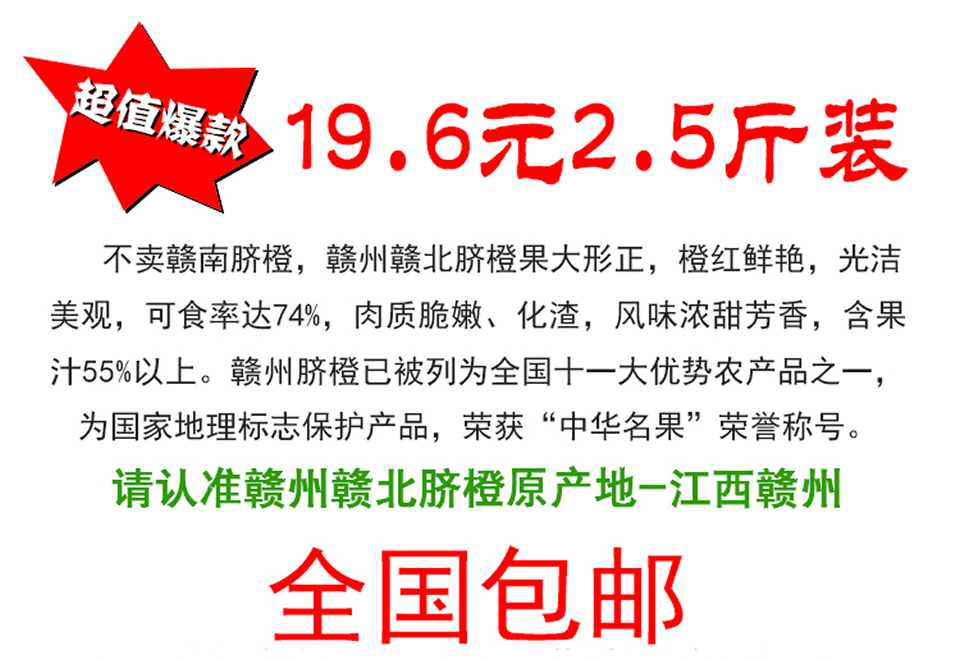 超值爆款
19.6元2.5斤装
不卖赣南脐橙，赣州赣北脐橙果大形正，橙红鲜艳，光洁
美观，可食率达74%，肉质脆嫩、化渣，风味浓甜芳香，含果
汁55%以上。赣州脐橙已被列为全国十一大优势农产品之一，
为国家地理标志保护产品，荣获“中华名果”荣誉称号。
请认准赣州赣北脐橙原产地-江西赣州
全国包邮